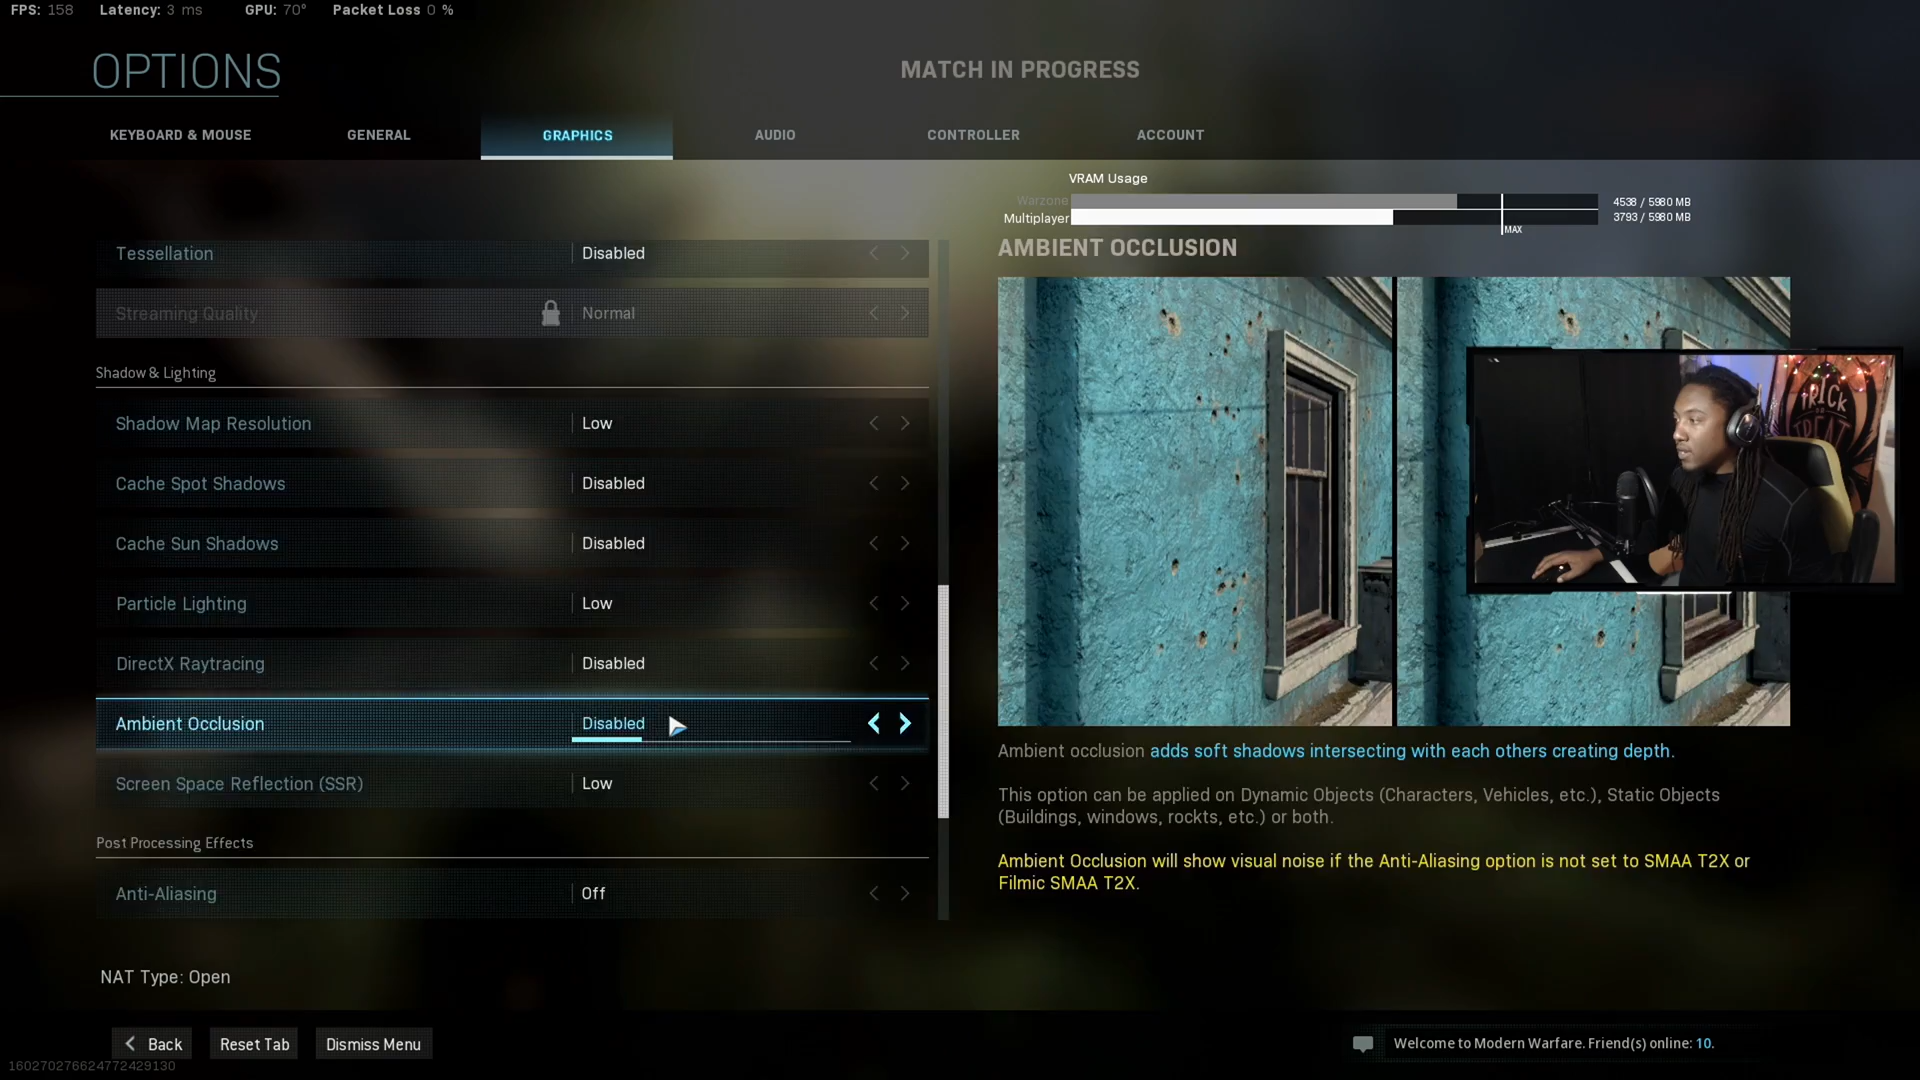 FPS: 158 Latency: 3 ms GPU: 70° Packet Loss 0 %
OPTIONS
MATCH IN PROGRESS
KEYBOARD & MOUSE GENERAL GRAPHICS AUDIO CONTROLLER ACCOUNT
VRAM Usage
Warzone 4538 / 5980 MB
Multiplayer 3793 / 5980 MB
MAX
Tessellation Disabled
Streaming Quality Normal
Shadow & Lighting
Shadow Map Resolution Low
Cache Spot Shadows Disabled
Cache Sun Shadows Disabled
Particle Lighting Low
DirectX Raytracing Disabled
Ambient Occlusion Disabled
Screen Space Reflection (SSR) Low
Post Processing Effects
Anti-Aliasing Off
AMBIENT OCCLUSION
TRICK
TREAT
Ambient occlusion adds soft shadows intersecting with each others creating depth.
This option can be applied on Dynamic Objects (Characters, Vehicles, etc.), Static Objects
(Buildings, windows, rockts, etc.) or both.
Ambient Occlusion will show visual noise if the Anti-Aliasing option is not set to SMAA T2X or
Filmic SMAA T2X.
NAT Type: Open
Back Reset Tab Dismiss Menu
Welcome to Modern Warfare. Friend(s) online: 10.
160270276624772429130